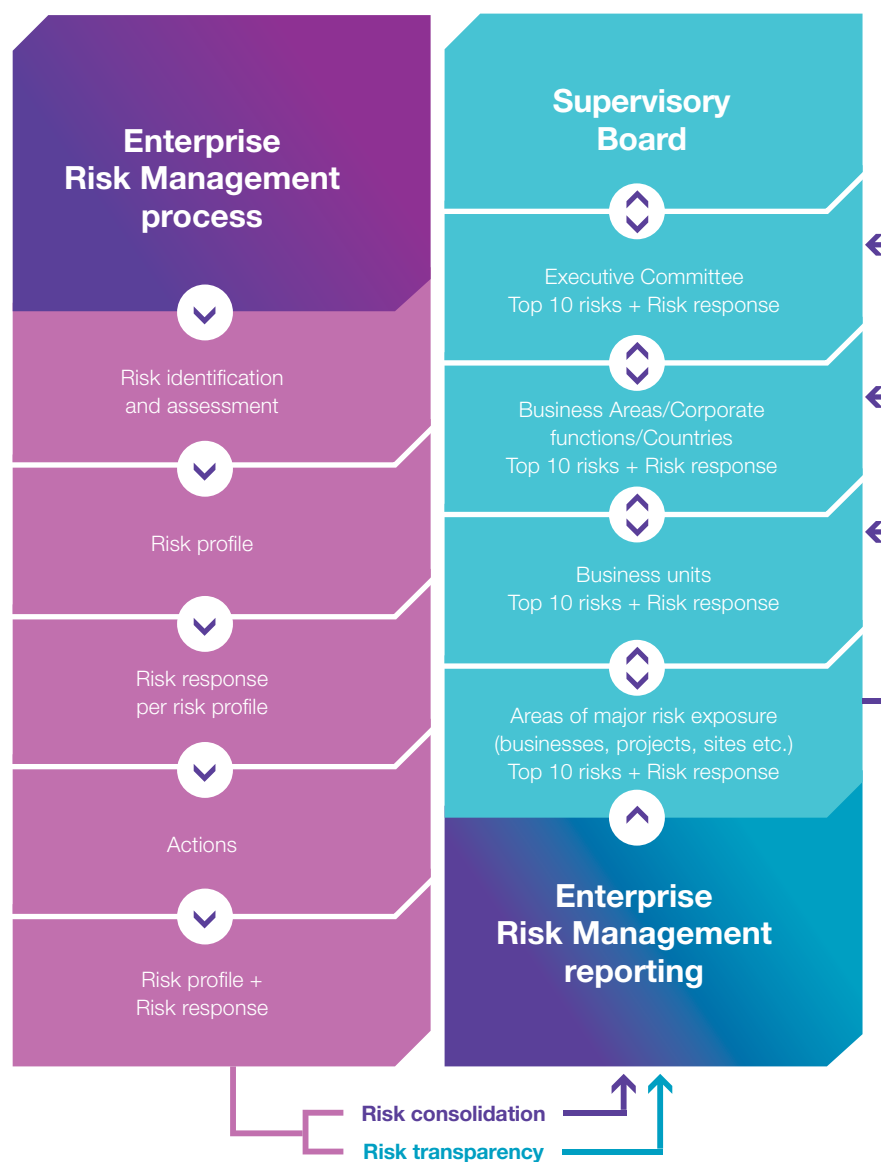 Enterprise
Risk Management
process
Risk identification
and assessment
Risk profile
Risk response
per risk profile
Actions
Risk profile +
Risk response
Supervisory
Board
Executive Committee
Top 10 risks + Risk response
Business Areas/Corporate
functions/Countries
Top 10 risks + Risk response
Business units
Top 10 risks + Risk response
Areas of major risk exposure
(businesses, projects, sites etc.)
Top 10 risks + Risk response
Enterprise
Risk Management
reporting
Risk consolidation
Risk transparency